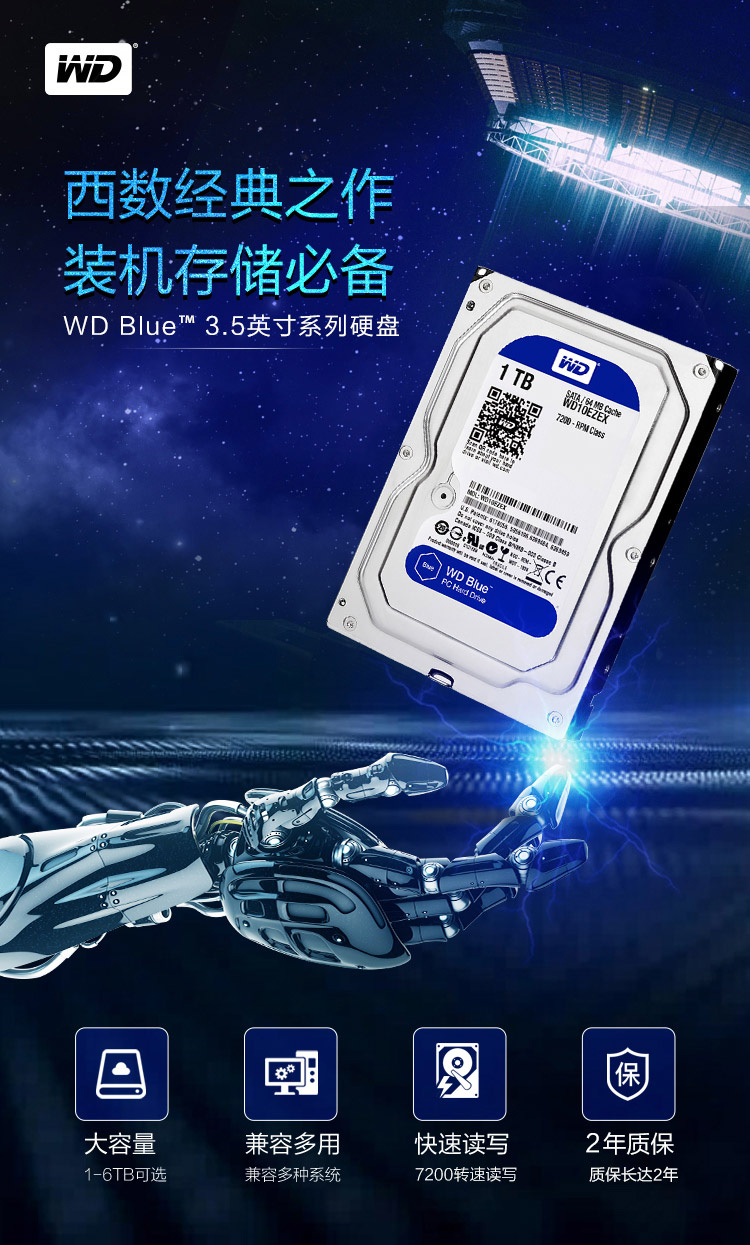 WD
西数经典之作
装机存储必备
WD Blue™ 3.5英寸系列硬盘
WD
1 TB
SATA / 64 MB Cache
WD10EZEX
7200 - RPM Class
MDL: WD10EZEX
WD Blue™
PC Hard Drive
Blue
大容量
1-6TB可选
兼容多用
兼容多种系统
快速读写
7200转速读写
保
2年质保
质保长达2年